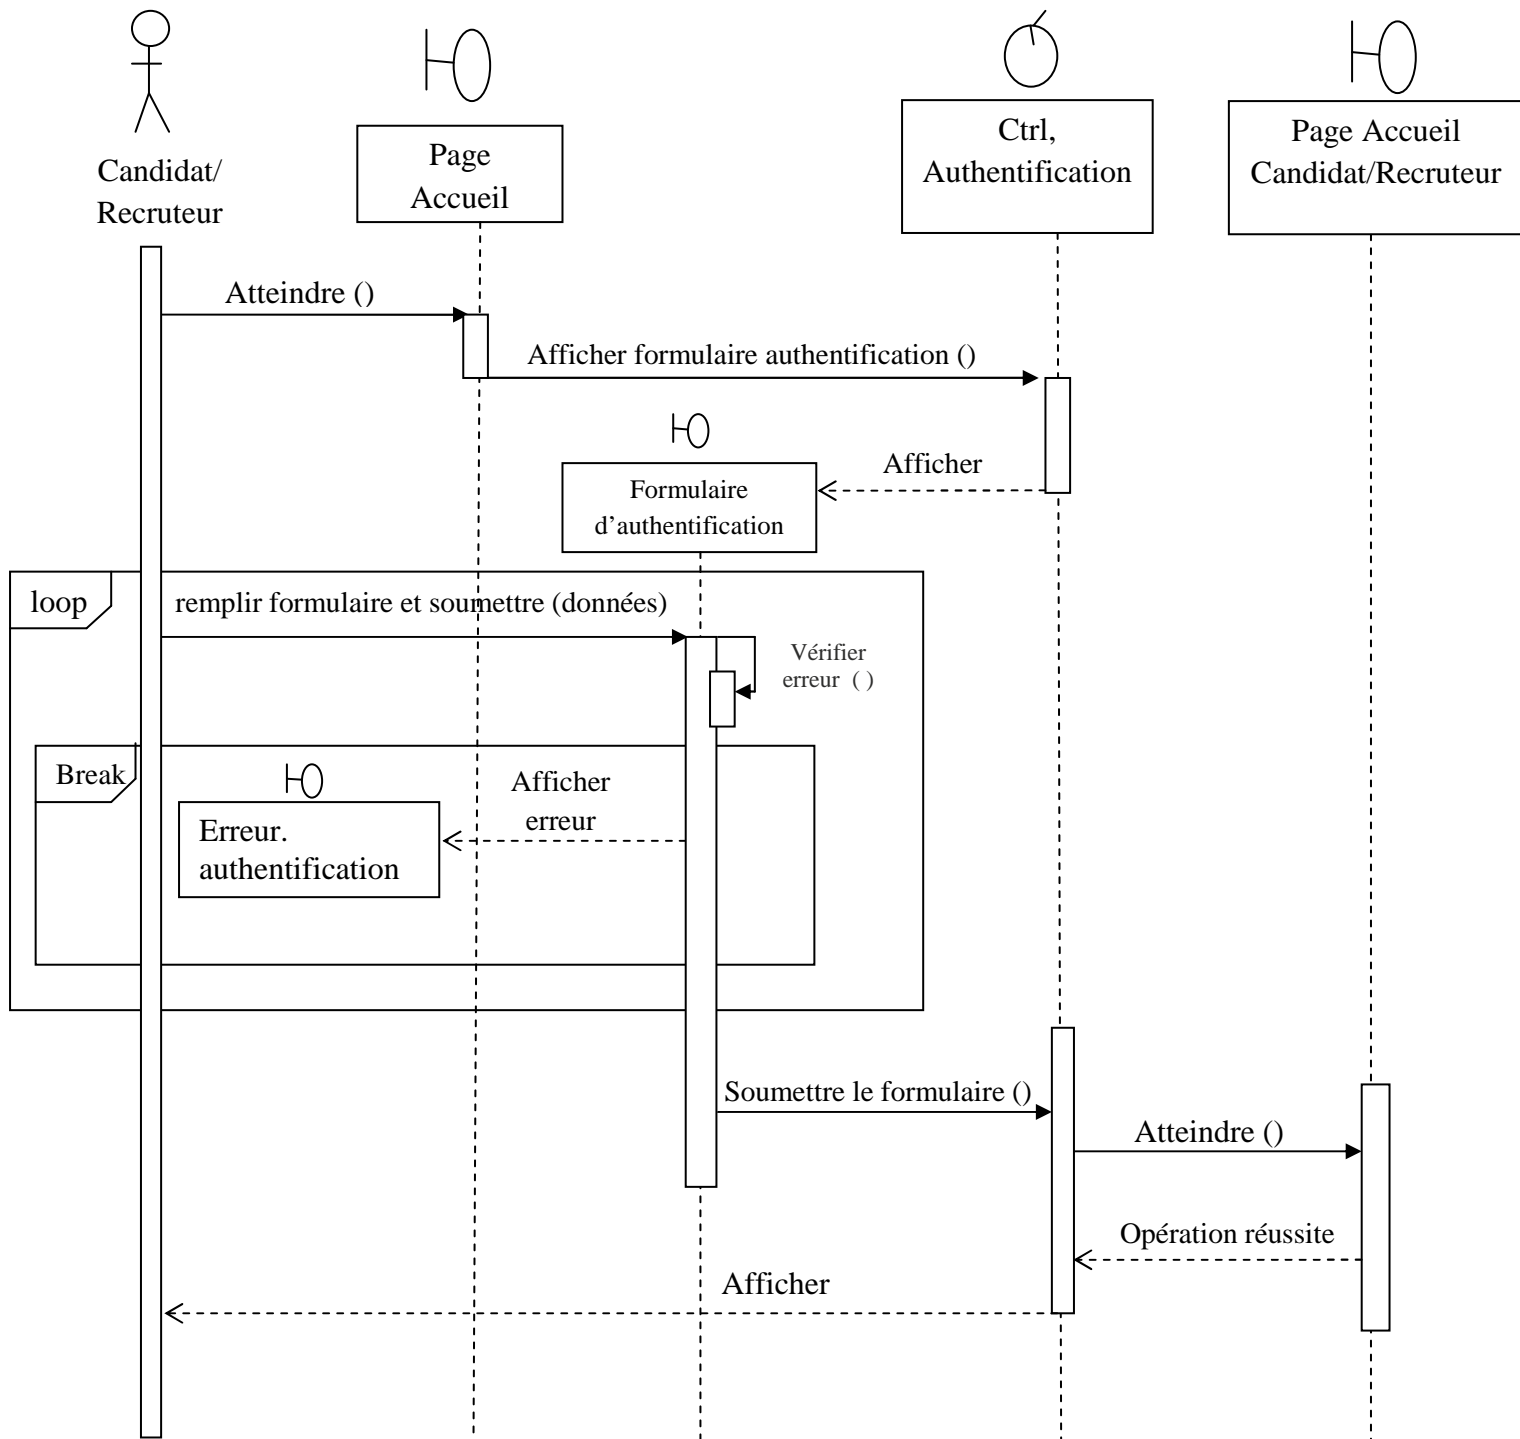 Candidat/
Recruteur
Page
Accueil
Ctrl,
Authentification
Page Accueil
Candidat/Recruteur
Atteindre ()
Afficher formulaire authentification ()
Afficher
Formulaire
d’authentification
loop
remplir formulaire et soumettre (données)
Vérifier
erreur ( )
Break
Afficher
erreur
Erreur.
authentification
Soumettre le formulaire ()
Atteindre ()
Opération réussite
Afficher